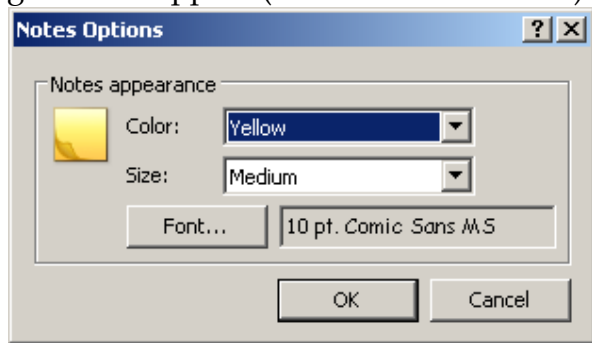 Notes Options
Notes appearance
Color: Yellow
Size: Medium
Font... 10 pt. Comic Sans MS
OK Cancel